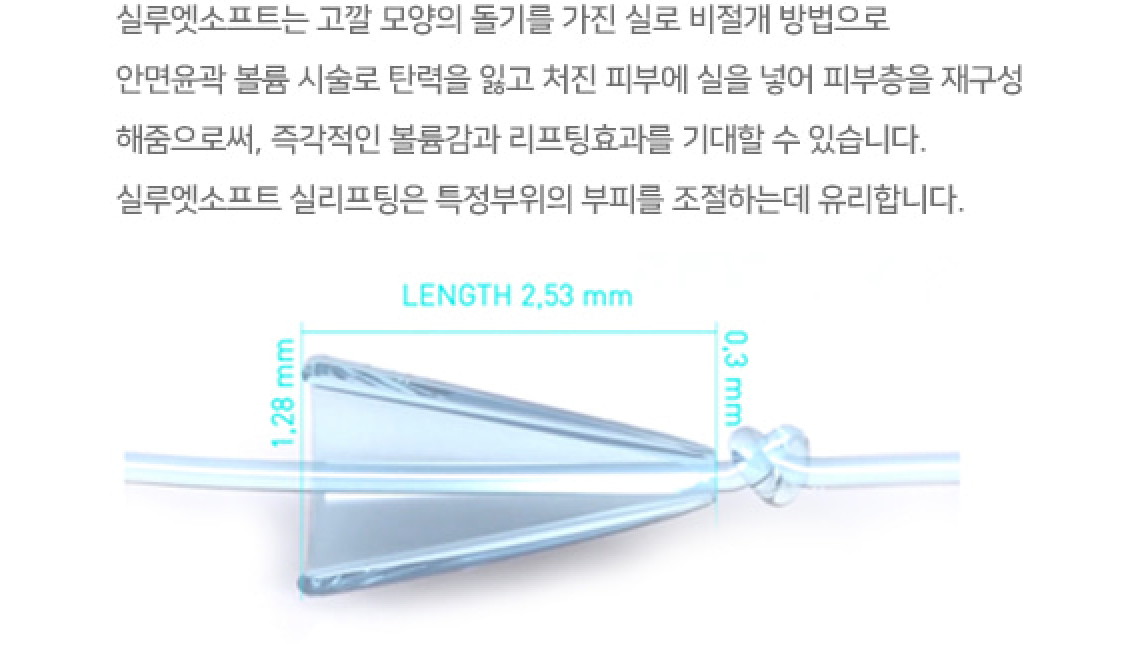 실루엣소프트는 고깔 모양의 돌기를 가진 실로 비절개 방법으로
안면윤곽 볼륨 시술로 탄력을 잃고 처진 피부에 실을 넣어 피부층을 재구성
해줌으로써, 즉각적인 볼륨감과 리프팅효과를 기대할 수 있습니다.
실루엣소프트 실리프팅은 특정부위의 부피를 조절하는데 유리합니다.
LENGTH 2,53 mm
1,28 mm
0,3 mm